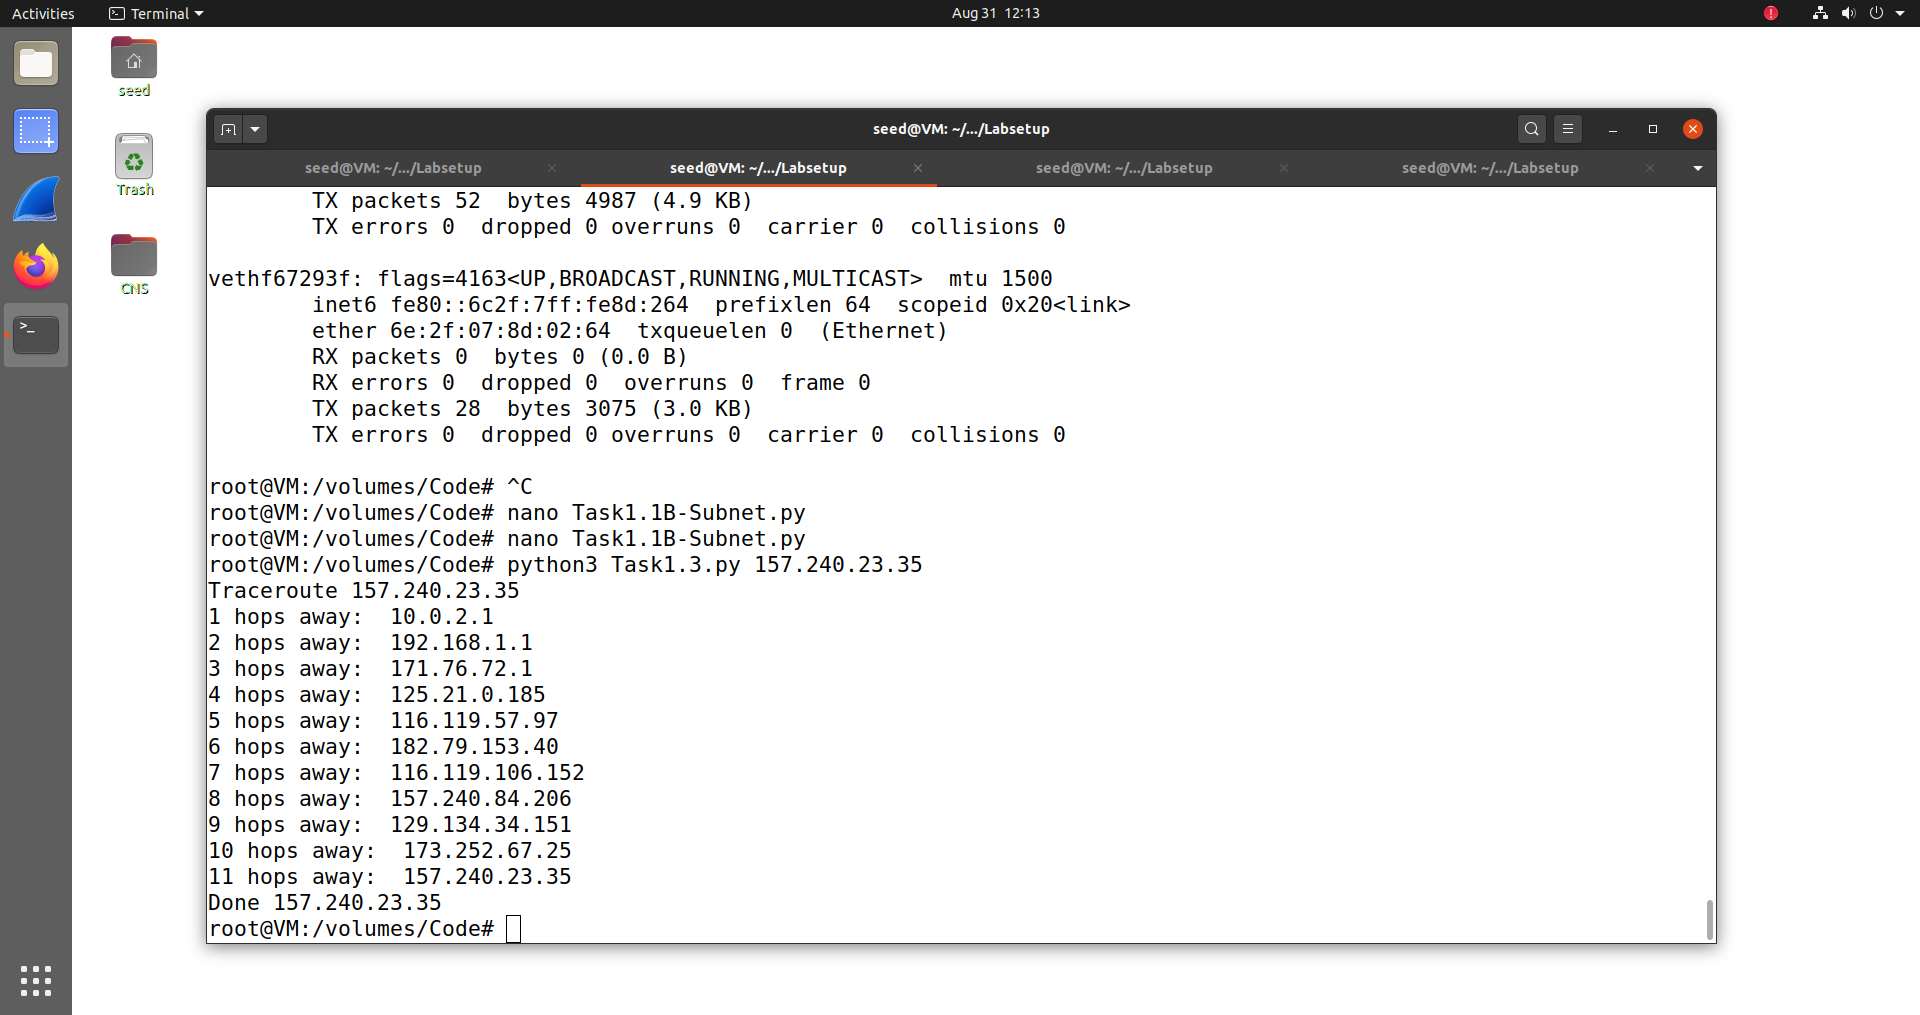 Activities
Terminal
Aug 31  12:13
seed
Trash
CNS
seed@VM: ~/.../Labsetup
seed@VM: ~/.../Labsetup
seed@VM: ~/.../Labsetup
seed@VM: ~/.../Labsetup
seed@VM: ~/.../Labsetup
        TX packets 52  bytes 4987 (4.9 KB)
        TX errors 0  dropped 0 overruns 0  carrier 0  collisions 0
vethf67293f: flags=4163<UP,BROADCAST,RUNNING,MULTICAST>  mtu 1500
        inet6 fe80::6c2f:7ff:fe8d:264  prefixlen 64  scopeid 0x20<link>
        ether 6e:2f:07:8d:02:64  txqueuelen 0  (Ethernet)
        RX packets 0  bytes 0 (0.0 B)
        RX errors 0  dropped 0  overruns 0  frame 0
        TX packets 28  bytes 3075 (3.0 KB)
        TX errors 0  dropped 0 overruns 0  carrier 0  collisions 0
root@VM:/volumes/Code# ^C
root@VM:/volumes/Code# nano Task1.1B-Subnet.py
root@VM:/volumes/Code# nano Task1.1B-Subnet.py
root@VM:/volumes/Code# python3 Task1.3.py 157.240.23.35
Traceroute 157.240.23.35
1 hops away:  10.0.2.1
2 hops away:  192.168.1.1
3 hops away:  171.76.72.1
4 hops away:  125.21.0.185
5 hops away:  116.119.57.97
6 hops away:  182.79.153.40
7 hops away:  116.119.106.152
8 hops away:  157.240.84.206
9 hops away:  129.134.34.151
10 hops away:  173.252.67.25
11 hops away:  157.240.23.35
Done 157.240.23.35
root@VM:/volumes/Code#